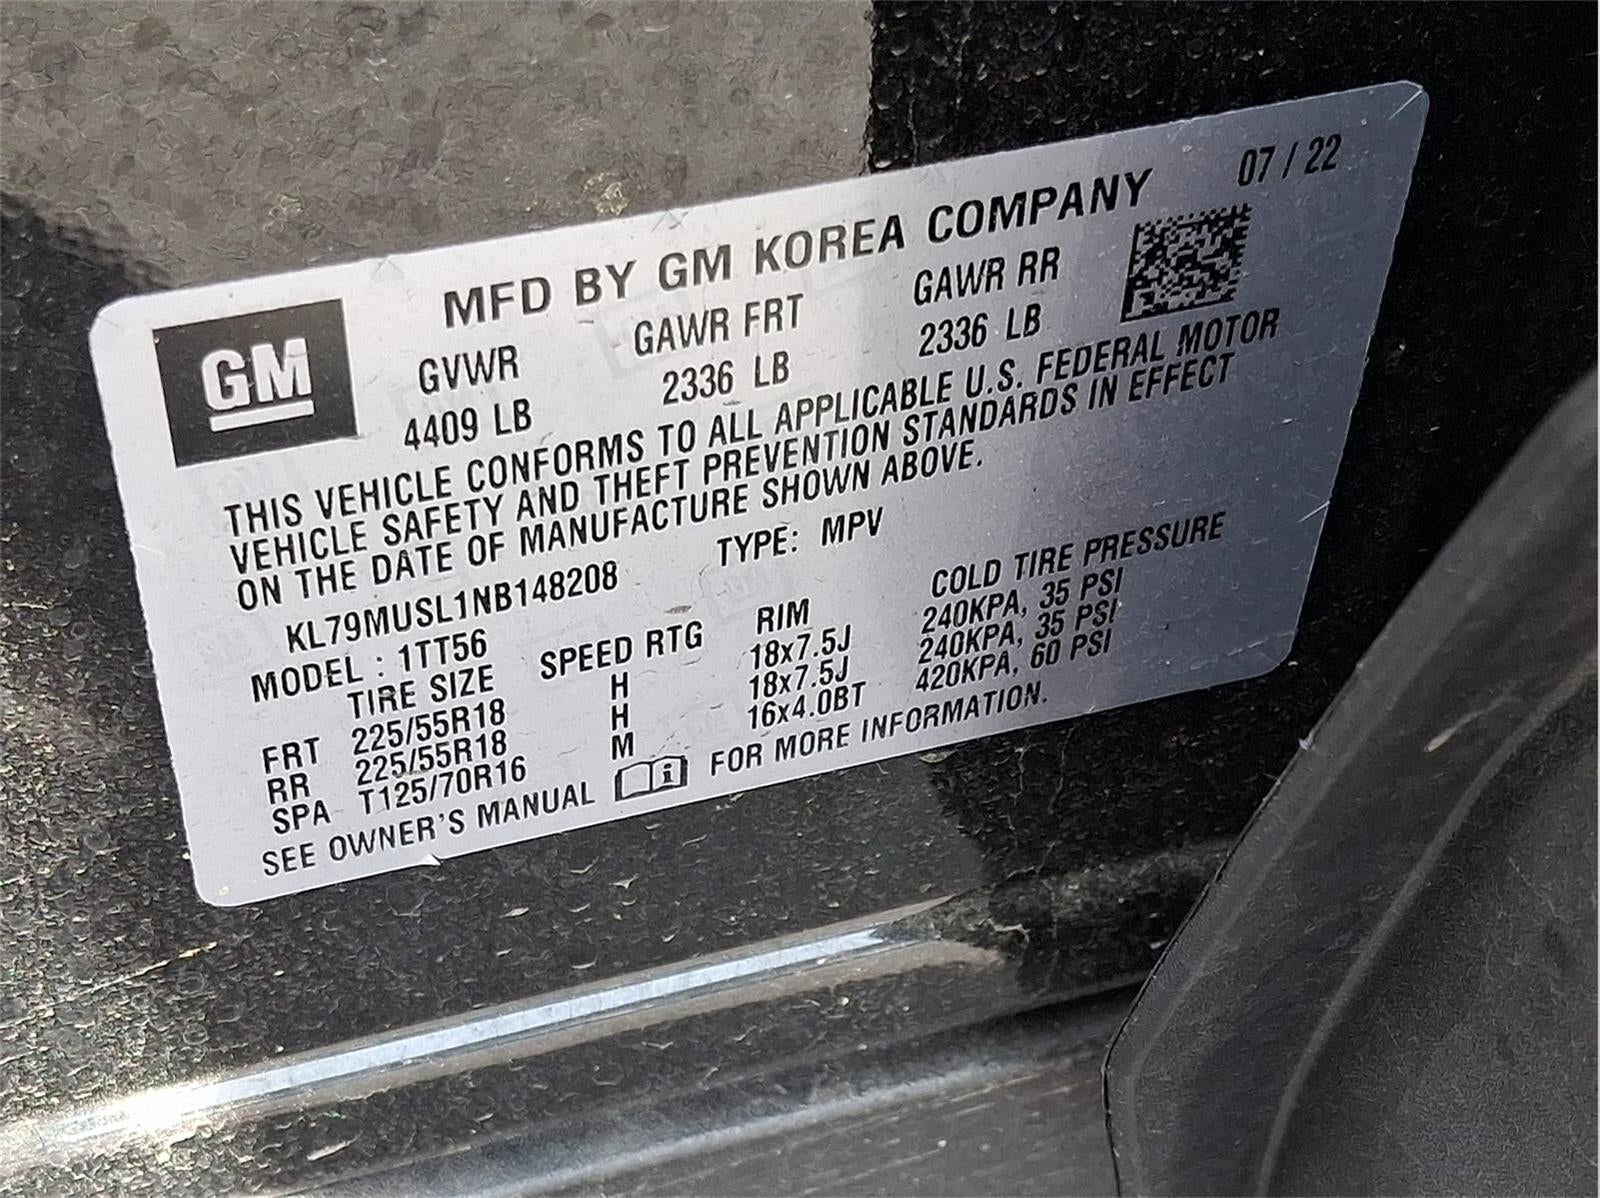 MFD BY GM KOREA COMPANY 07 / 22
GM
GVWR GAWR FRT GAWR RR
4409 LB 2336 LB 2336 LB
THIS VEHICLE CONFORMS TO ALL APPLICABLE U.S. FEDERAL MOTOR
VEHICLE SAFETY AND THEFT PREVENTION STANDARDS IN EFFECT
ON THE DATE OF MANUFACTURE SHOWN ABOVE.
KL79MUSL1NB148208 TYPE: MPV
MODEL : 1TT56
TIRE SIZE SPEED RTG RIM COLD TIRE PRESSURE
FRT 225/55R18 H 18x7.5J 240KPA, 35 PSI
RR 225/55R18 H 18x7.5J 240KPA, 35 PSI
SPA T125/70R16 M 16x4.0BT 420KPA, 60 PSI
SEE OWNER'S MANUAL i FOR MORE INFORMATION.